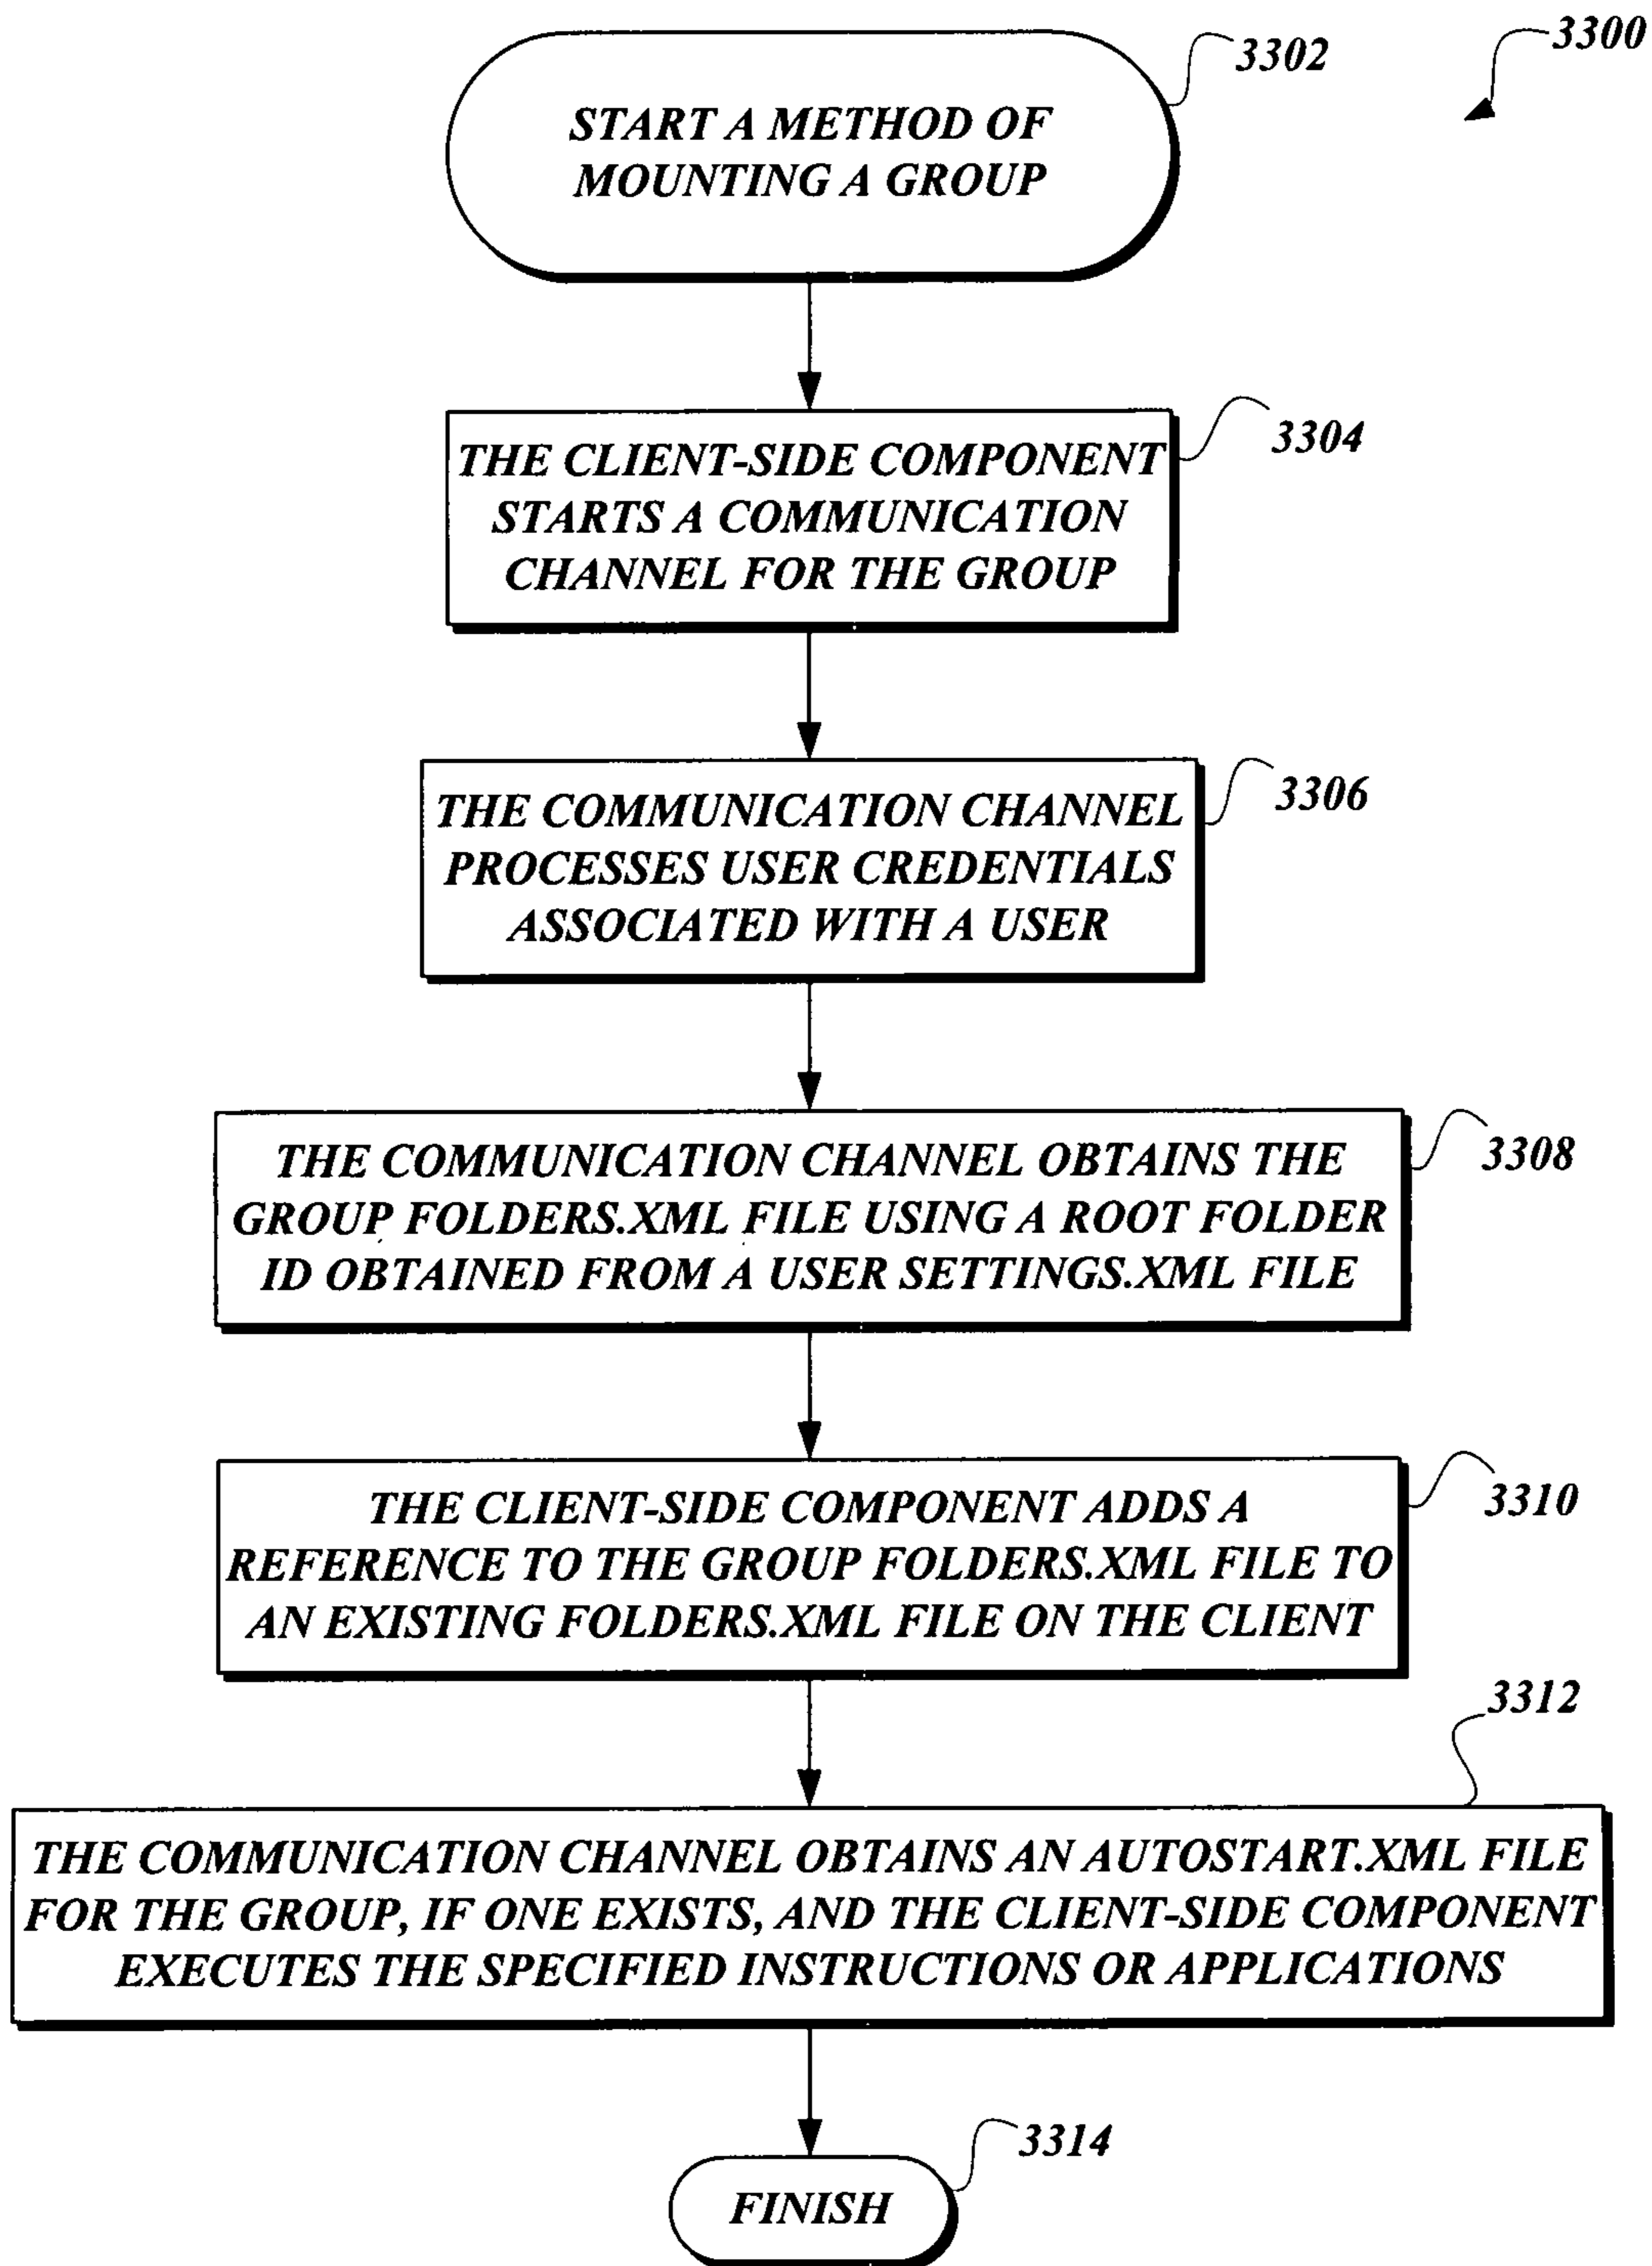 3300
3302
START A METHOD OF
MOUNTING A GROUP
3304
THE CLIENT-SIDE COMPONENT
STARTS A COMMUNICATION
CHANNEL FOR THE GROUP
3306
THE COMMUNICATION CHANNEL
PROCESSES USER CREDENTIALS
ASSOCIATED WITH A USER
3308
THE COMMUNICATION CHANNEL OBTAINS THE
GROUP FOLDERS.XML FILE USING A ROOT FOLDER
ID OBTAINED FROM A USER SETTINGS.XML FILE
3310
THE CLIENT-SIDE COMPONENT ADDS A
REFERENCE TO THE GROUP FOLDERS.XML FILE TO
AN EXISTING FOLDERS.XML FILE ON THE CLIENT
3312
THE COMMUNICATION CHANNEL OBTAINS AN AUTOSTART.XML FILE
FOR THE GROUP, IF ONE EXISTS, AND THE CLIENT-SIDE COMPONENT
EXECUTES THE SPECIFIED INSTRUCTIONS OR APPLICATIONS
3314
FINISH